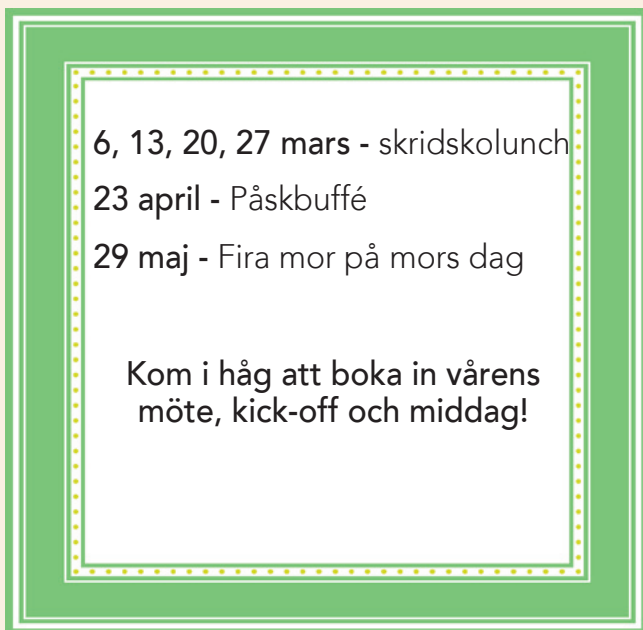 6, 13, 20, 27 mars - skridskolunch
23 april - Påskbuffé
29 maj - Fira mor på mors dag
Kom i håg att boka in vårens
möte, kick-off och middag!